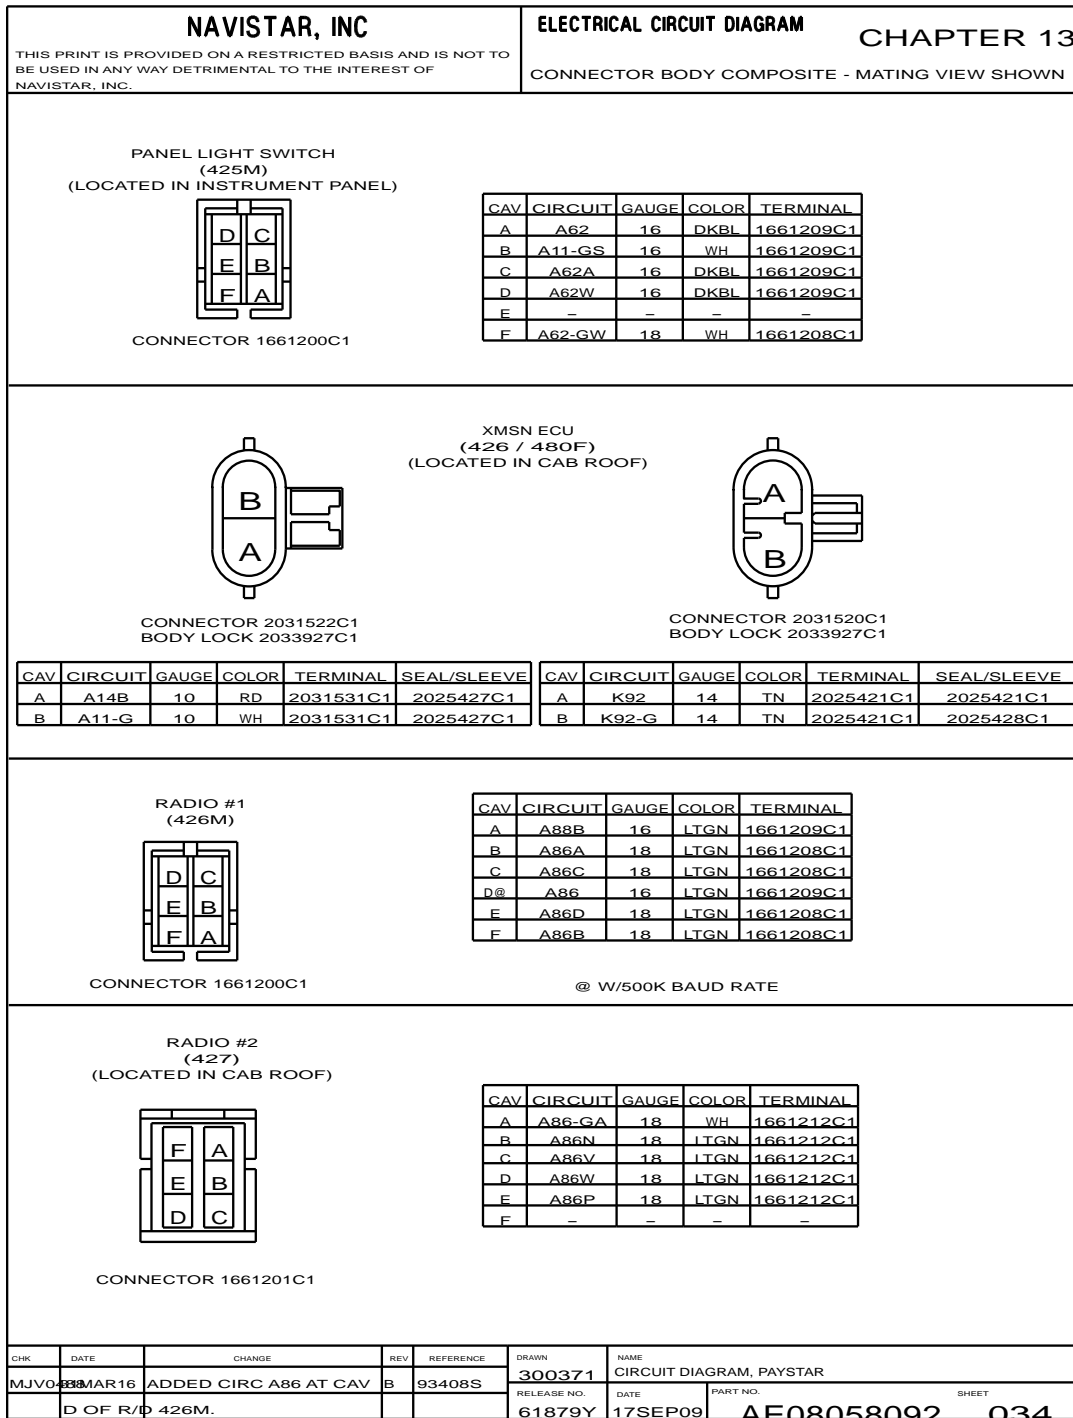 NAVISTAR, INC
THIS PRINT IS PROVIDED ON A RESTRICTED BASIS AND IS NOT TO
BE USED IN ANY WAY DETRIMENTAL TO THE INTEREST OF
NAVISTAR, INC.
ELECTRICAL CIRCUIT DIAGRAM
CHAPTER 13
CONNECTOR BODY COMPOSITE - MATING VIEW SHOWN
PANEL LIGHT SWITCH
(425M)
(LOCATED IN INSTRUMENT PANEL)
D C
E B
F A
CONNECTOR 1661200C1
CAV CIRCUIT GAUGE COLOR TERMINAL
A A62 16 DKBL 1661209C1
B A11-GS 16 WH 1661209C1
C A62A 16 DKBL 1661209C1
D A62W 16 DKBL 1661209C1
E – – – –
F A62-GW 18 WH 1661208C1
XMSN ECU
(426 / 480F)
(LOCATED IN CAB ROOF)
B
A
CONNECTOR 2031522C1
BODY LOCK 2033927C1
A
B
CONNECTOR 2031520C1
BODY LOCK 2033927C1
CAV CIRCUIT GAUGE COLOR TERMINAL SEAL/SLEEVE
A A14B 10 RD 2031531C1 2025427C1
B A11-G 10 WH 2031531C1 2025427C1
CAV CIRCUIT GAUGE COLOR TERMINAL SEAL/SLEEVE
A K92 14 TN 2025421C1 2025421C1
B K92-G 14 TN 2025421C1 2025428C1
RADIO #1
(426M)
D C
E B
F A
CONNECTOR 1661200C1
CAV CIRCUIT GAUGE COLOR TERMINAL
A A88B 16 LTGN 1661209C1
B A86A 18 LTGN 1661208C1
C A86C 18 LTGN 1661208C1
D@ A86 16 LTGN 1661209C1
E A86D 18 LTGN 1661208C1
F A86B 18 LTGN 1661208C1
@ W/500K BAUD RATE
RADIO #2
(427)
(LOCATED IN CAB ROOF)
F A
E B
D C
CONNECTOR 1661201C1
CAV CIRCUIT GAUGE COLOR TERMINAL
A A86-GA 18 WH 1661212C1
B A86N 18 LTGN 1661212C1
C A86V 18 LTGN 1661212C1
D A86W 18 LTGN 1661212C1
E A86P 18 LTGN 1661212C1
F – – – –
CHK DATE CHANGE REV REFERENCE
ADDED CIRC A86 AT CAV B 93408S
D OF R/D 426M.
DRAWN
300371
NAME
CIRCUIT DIAGRAM, PAYSTAR
RELEASE NO.
61879Y
DATE
17SEP09
PART NO.
AE08058092
SHEET
034